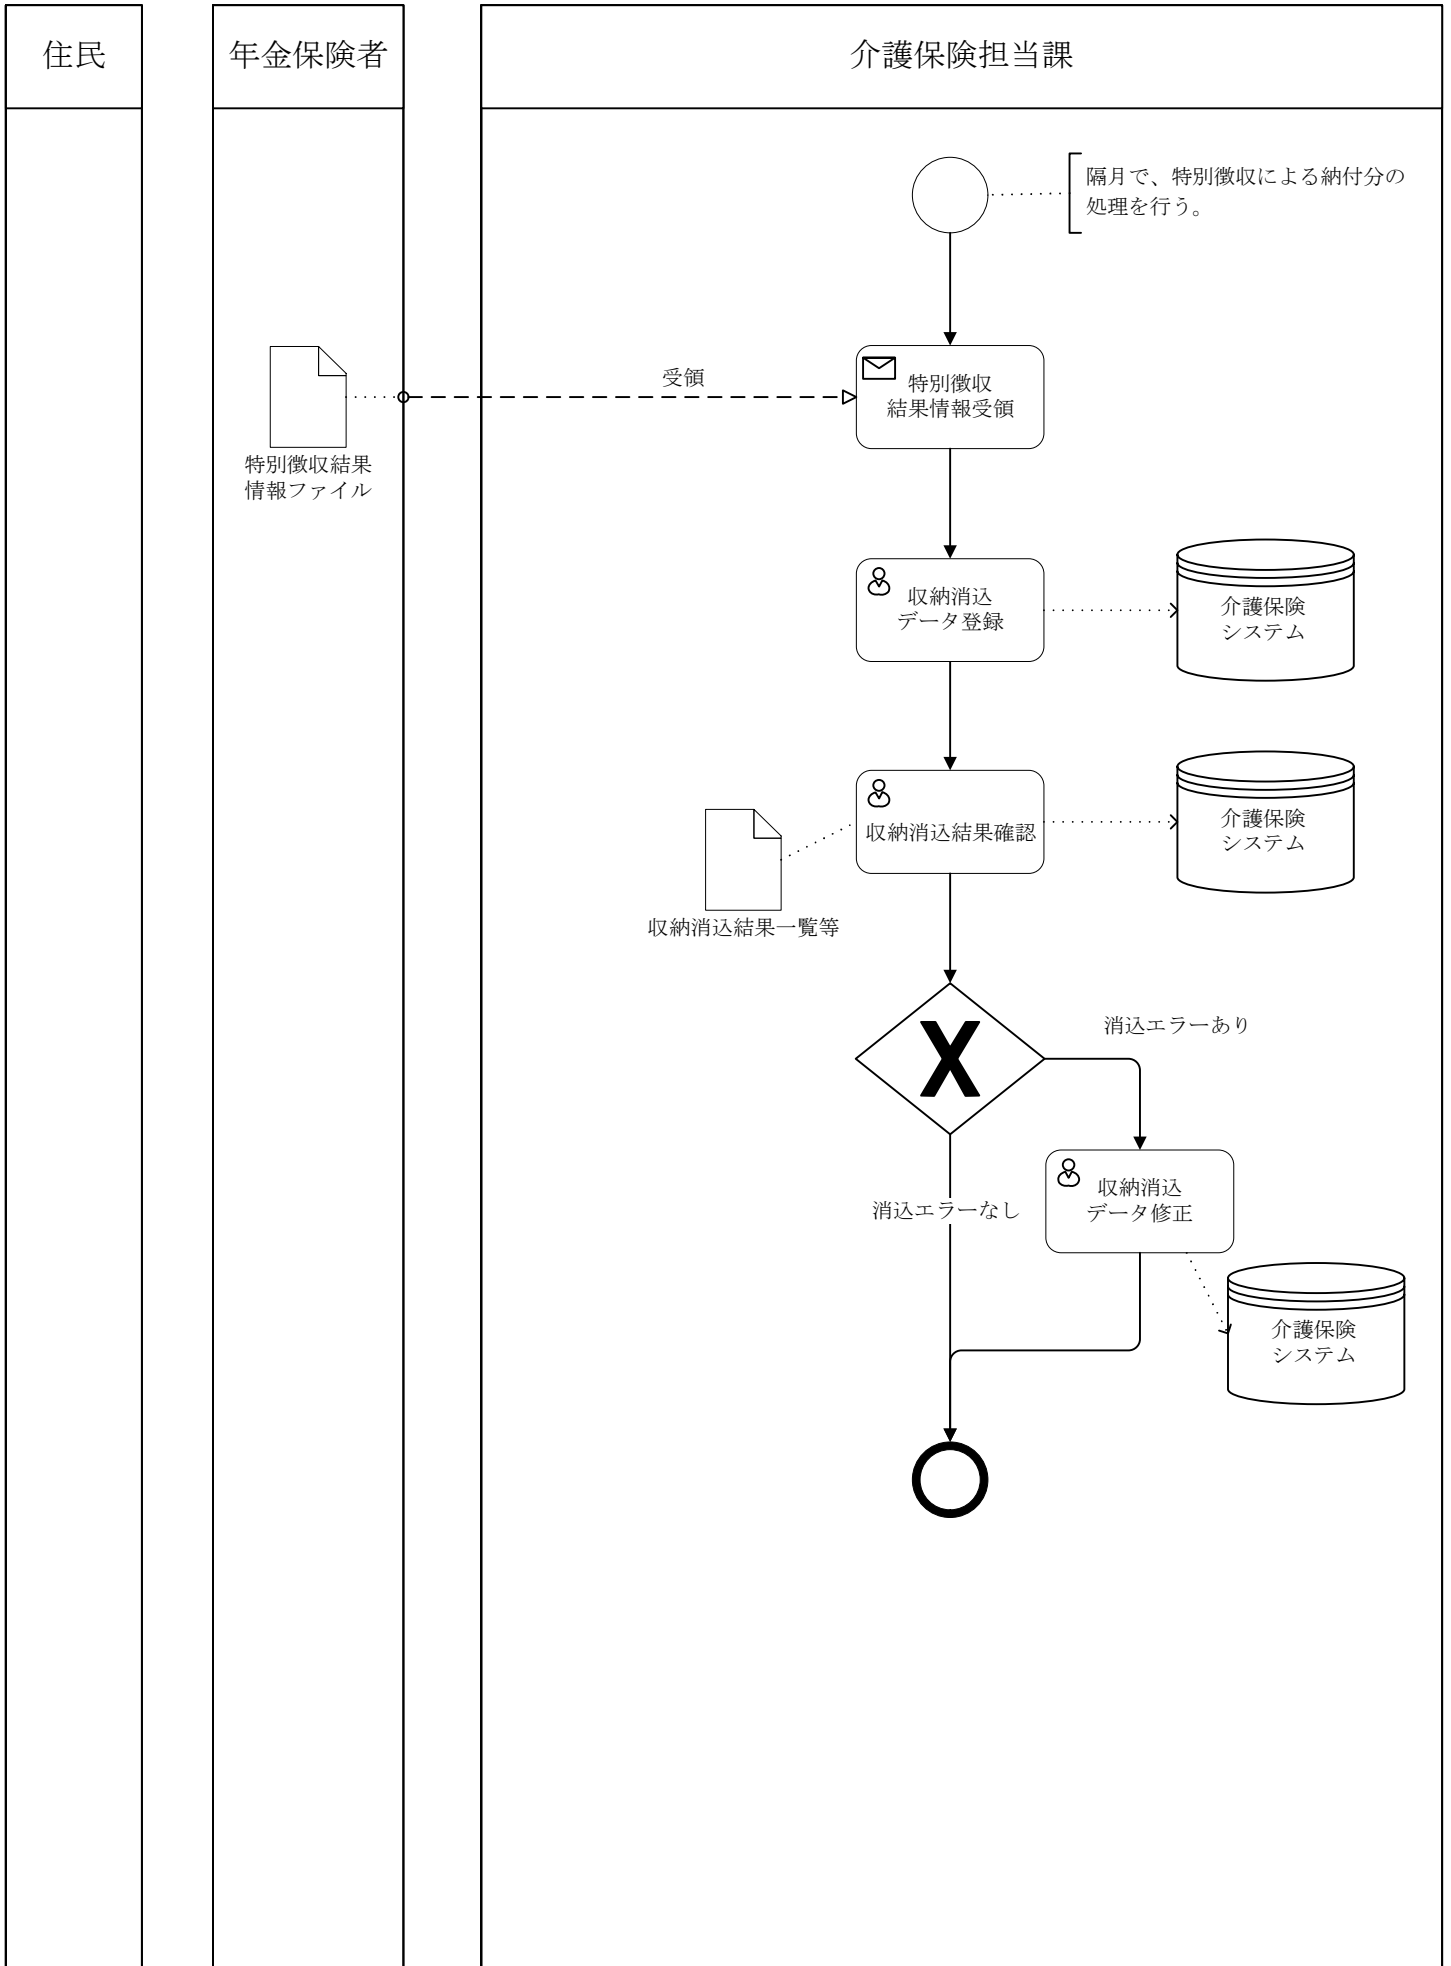 住民
年金保険者
介護保険担当課
隔月で、特別徴収による納付分の
処理を行う。
受領
特別徴収
結果情報受領
特別徴収結果
情報ファイル
収納消込
データ登録
介護保険
システム
収納消込結果確認
介護保険
システム
収納消込結果一覧等
消込エラーあり
X
収納消込
データ修正
消込エラーなし
介護保険
システム